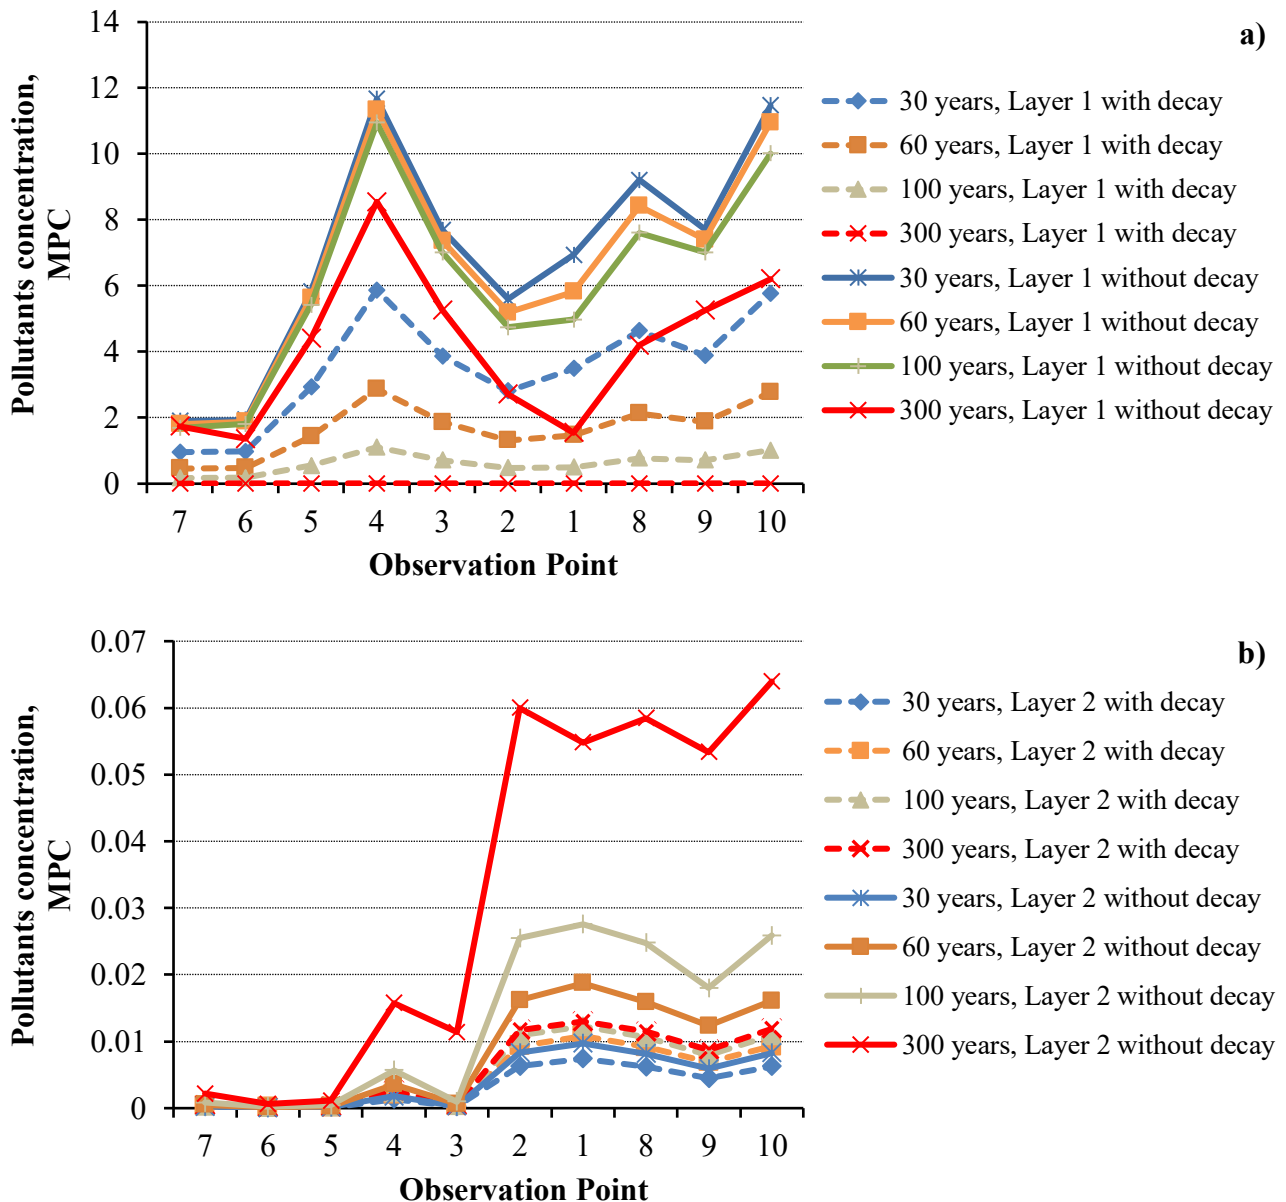 a)
Pollutants concentration,
MPC
14
12
10
8
6
4
2
0
7 6 5 4 3 2 1 8 9 10
Observation Point
30 years, Layer 1 with decay
60 years, Layer 1 with decay
100 years, Layer 1 with decay
300 years, Layer 1 with decay
30 years, Layer 1 without decay
60 years, Layer 1 without decay
100 years, Layer 1 without decay
300 years, Layer 1 without decay
b)
Pollutants concentration,
MPC
0.07
0.06
0.05
0.04
0.03
0.02
0.01
0
7 6 5 4 3 2 1 8 9 10
Observation Point
30 years, Layer 2 with decay
60 years, Layer 2 with decay
100 years, Layer 2 with decay
300 years, Layer 2 with decay
30 years, Layer 2 without decay
60 years, Layer 2 without decay
100 years, Layer 2 without decay
300 years, Layer 2 without decay